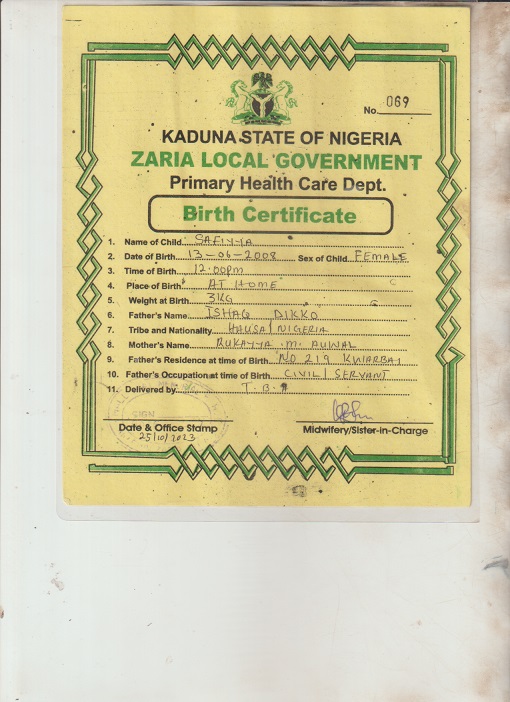 No. 069
KADUNA STATE OF NIGERIA
ZARIA LOCAL GOVERNMENT
Primary Health Care Dept.
Birth Certificate
1. Name of Child SAFIYYA
2. Date of Birth 13-06-2008 Sex of Child FEMALE
3. Time of Birth 12:00pm
4. Place of Birth AT HOME
5. Weight at Birth 3KG
6. Father's Name ISHAQ DIKKO
7. Tribe and Nationality HAUSA/NIGERIA
8. Mother's Name RUKAYYA .M. AUWAL
9. Father's Residence at time of Birth NO 219 KWARBAI
10. Father's Occupation at time of Birth CIVIL/SERVANT
11. Delivered by T.B.A
SIGN
Date & Office Stamp Midwifery/Sister-in-Charge
25/10/2023